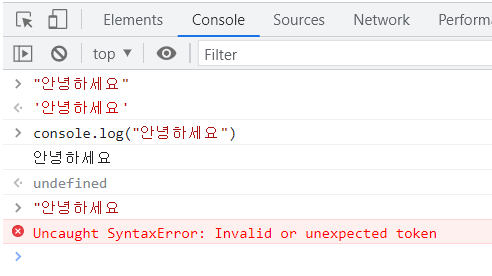 Elements Console Sources Network Performa
top ▼ Filter
> "안녕하세요"
<· '안녕하세요'
> console.log("안녕하세요")
안녕하세요
<· undefined
> "안녕하세요
Uncaught SyntaxError: Invalid or unexpected token
>